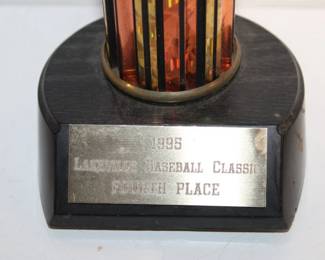 1995
Lakeville Baseball Classic
Fourth Place